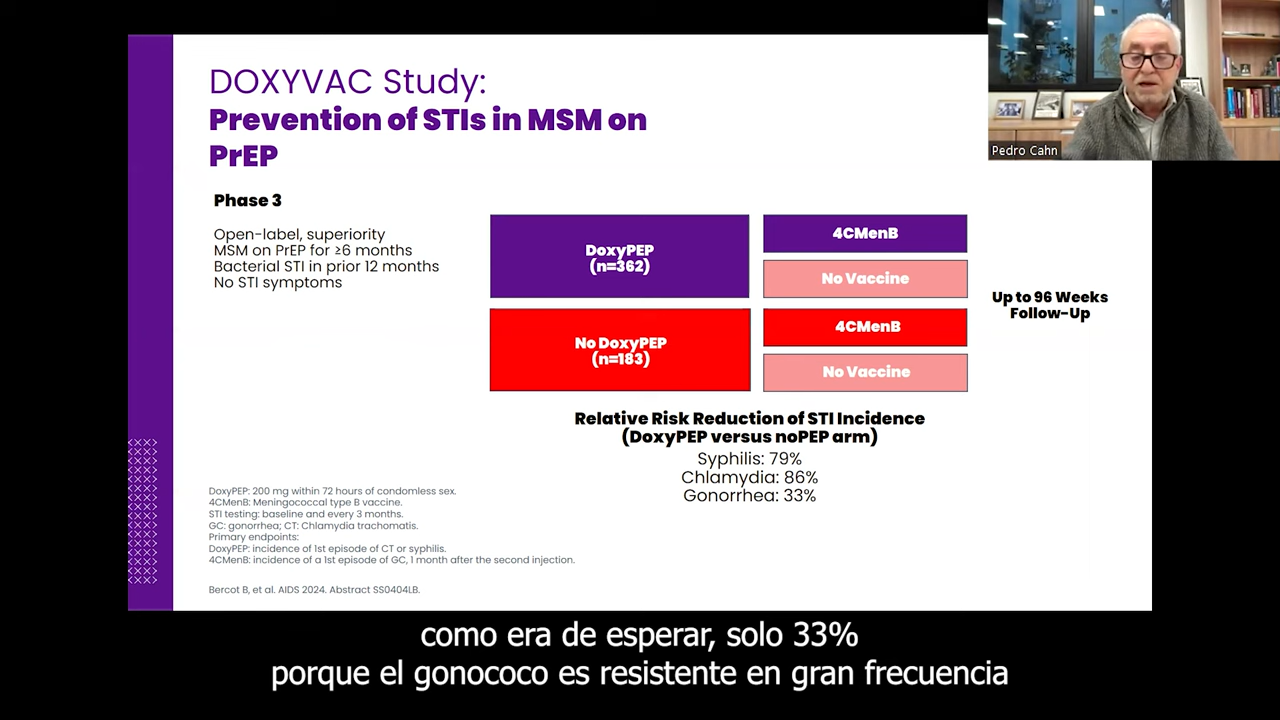 DOXYVAC Study:
Prevention of STIs in MSM on
PrEP
Pedro Cahn
Phase 3
Open-label, superiority
MSM on PrEP for ≥6 months
Bacterial STI in prior 12 months
No STI symptoms
DoxyPEP
(n=362)
4CMenB
No Vaccine
No DoxyPEP
(n=183)
4CMenB
No Vaccine
Up to 96 Weeks
Follow-Up
Relative Risk Reduction of STI Incidence
(DoxyPEP versus noPEP arm)
Syphilis: 79%
Chlamydia: 86%
Gonorrhea: 33%
DoxyPEP: 200 mg within 72 hours of condomless sex.
4CMenB: Meningococcal type B vaccine.
STI testing: baseline and every 3 months.
GC: gonorrhea; CT: Chlamydia trachomatis.
Primary endpoints:
DoxyPEP: incidence of 1st episode of CT or syphilis.
4CMenB: incidence of a 1st episode of GC, 1 month after the second injection.
Bercot B, et al. AIDS 2024. Abstract SS0404LB.
como era de esperar, solo 33%
porque el gonococo es resistente en gran frecuencia